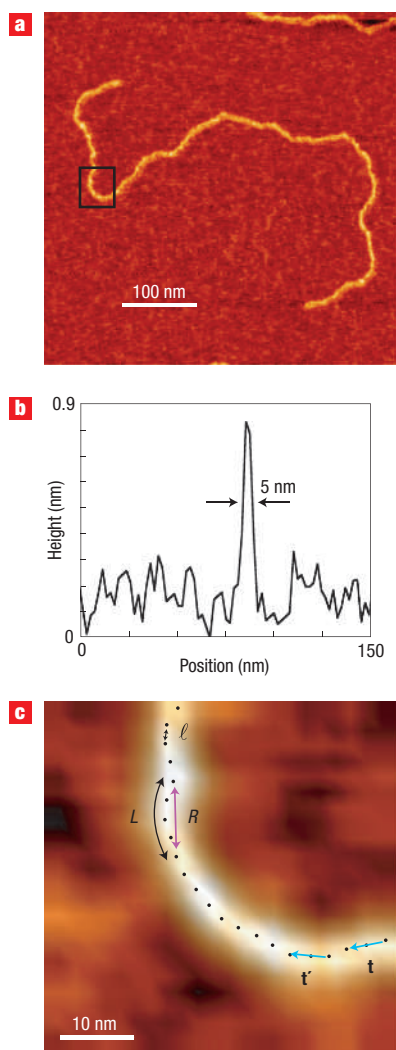 a
100 nm
b
0.9
5 nm
Height (nm)
0
0
150
Position (nm)
c
ℓ
L
R
t
t′
10 nm